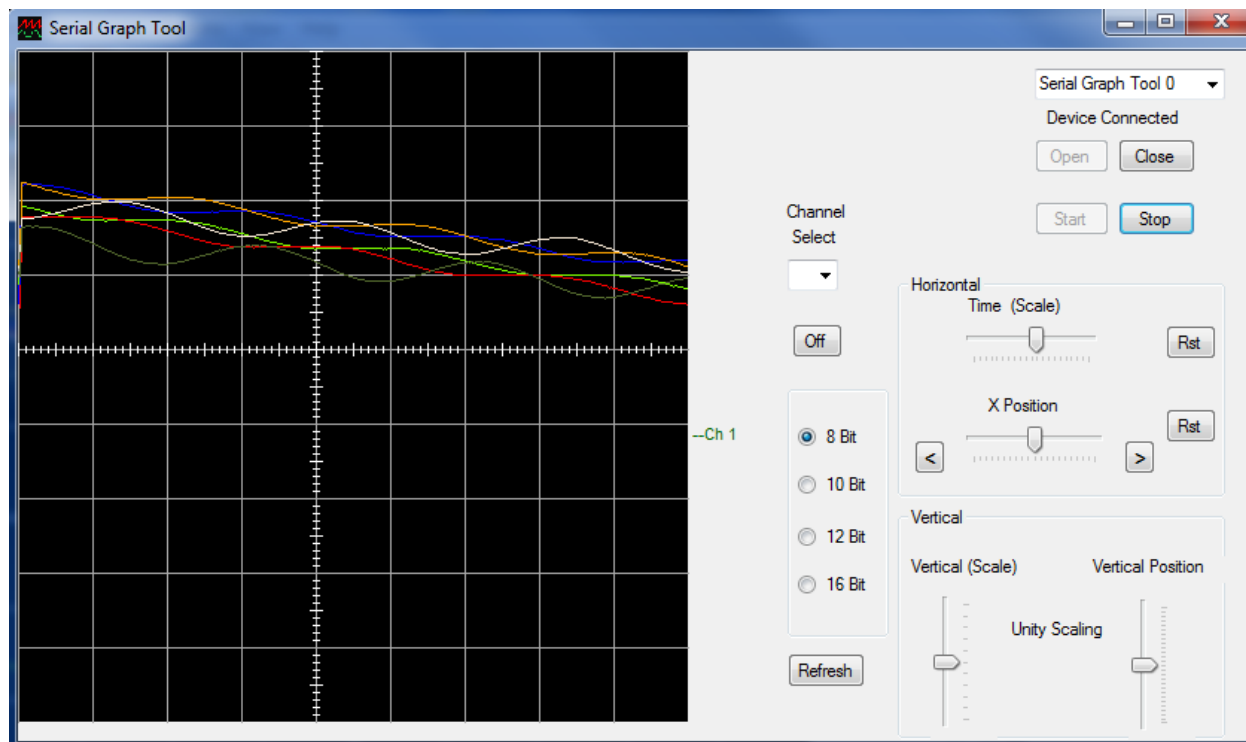 Serial Graph Tool
Serial Graph Tool 0
Device Connected
Open
Close
Start
Stop
Channel
Select
Off
--Ch 1
8 Bit
10 Bit
12 Bit
16 Bit
Refresh
Horizontal
Time (Scale)
Rst
X Position
Rst
<
>
Vertical
Vertical (Scale)
Vertical Position
Unity Scaling